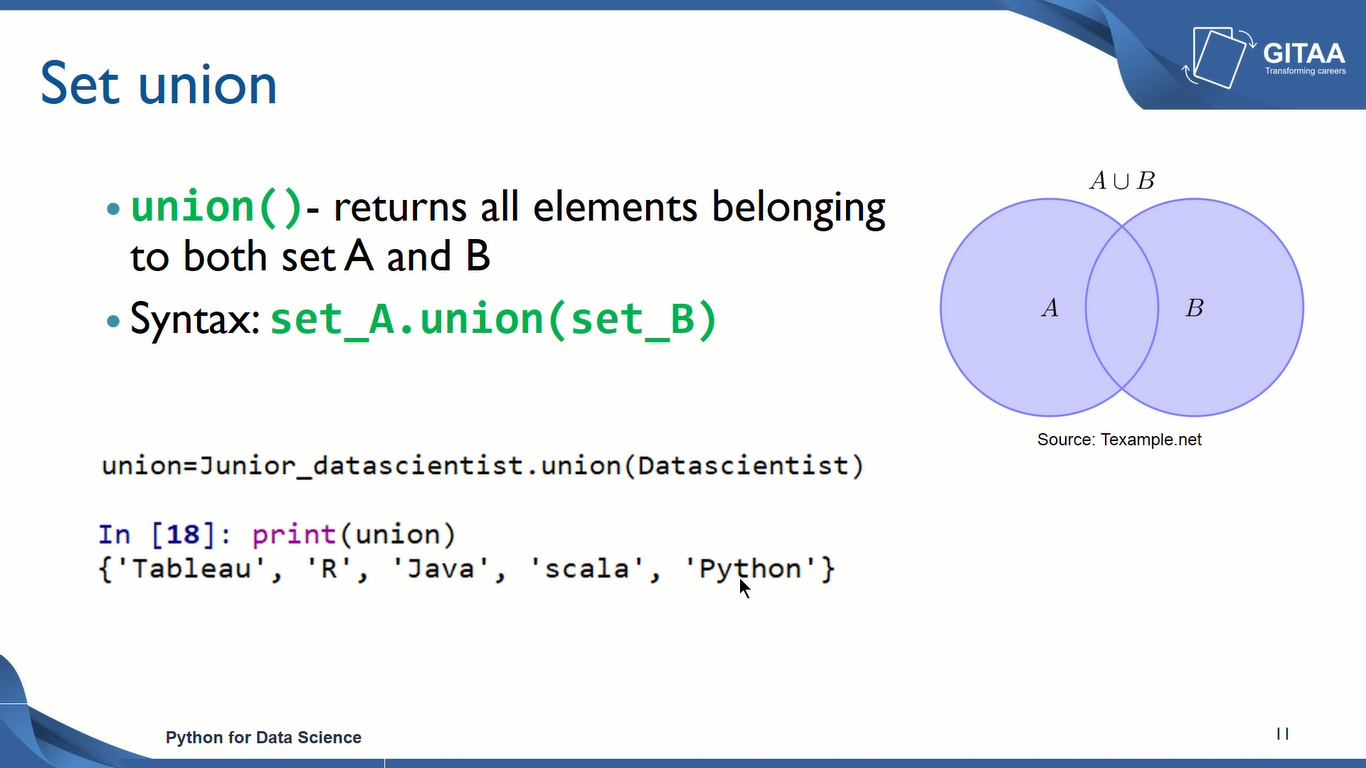 GITAA
Transforming careers
Set union
• union()- returns all elements belonging
to both set A and B
• Syntax: set_A.union(set_B)
A ∪ B
A
B
Source: Texample.net
union=Junior_datascientist.union(Datascientist)
In [18]: print(union)
{'Tableau', 'R', 'Java', 'scala', 'Python'}
Python for Data Science
11